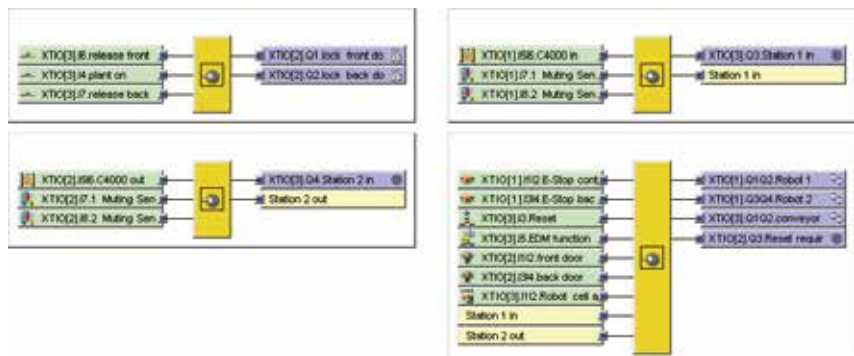 XTIO[3].I6.release front
XTIO[3].I4 plant on
XTIO[3].I7.release back
XTIO[2].Q1.lock front do
XTIO[2].Q2.lock back do
XTIO[1].I5I6.C4000 in
XTIO[1].I7.1 Muting Sen
XTIO[1].I8.2 Muting Sen
XTIO[3].Q3.Station 1 in
Station 1 in
XTIO[2].I5I6.C4000 out
XTIO[2].I7.1 Muting Sen
XTIO[2].I8.2 Muting Sen
XTIO[3].Q4.Station 2 in
Station 2 out
XTIO[1].I1I2.E-Stop cont
XTIO[1].I3I4.E-Stop bac
XTIO[3].I3.Reset
XTIO[3].I5.EDM function
XTIO[2].I1I2.front door
XTIO[2].I3I4.back door
XTIO[3].I1I2.Robot cell a
Station 1 in
Station 2 out
XTIO[1].Q1Q2.Robot 1
XTIO[1].Q3Q4.Robot 2
XTIO[3].Q1Q2.conveyor
XTIO[2].Q3.Reset requir